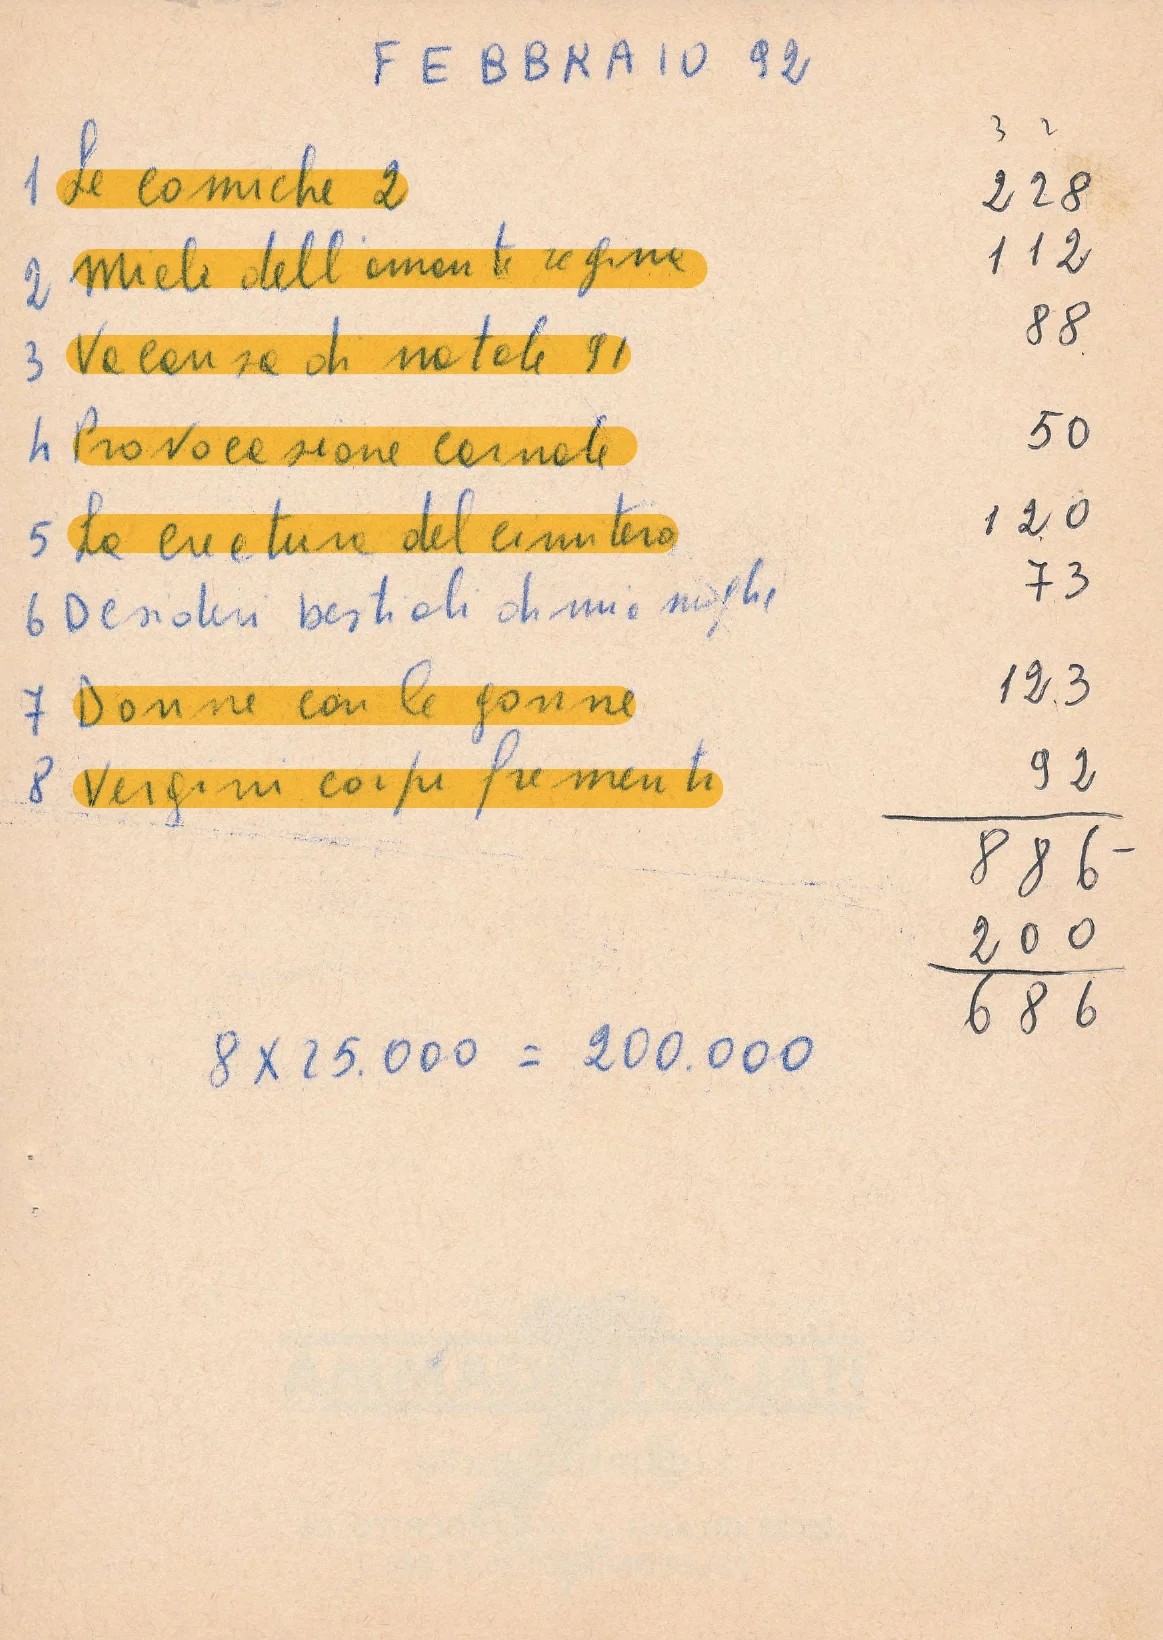 FEBBRAIO 92
3 2
1 Le comiche 2 228
2 Miele dell'amante regina 112
3 Vacanze di natale 91 88
4 Provocazione carnale 50
5 La creatura del cimitero 120
6 Desideri bestiali di mia moglie 73
7 Donne con le gonne 123
8 Vergini corpi frementi 92
886-
200
686
8 X 25.000 = 200.000